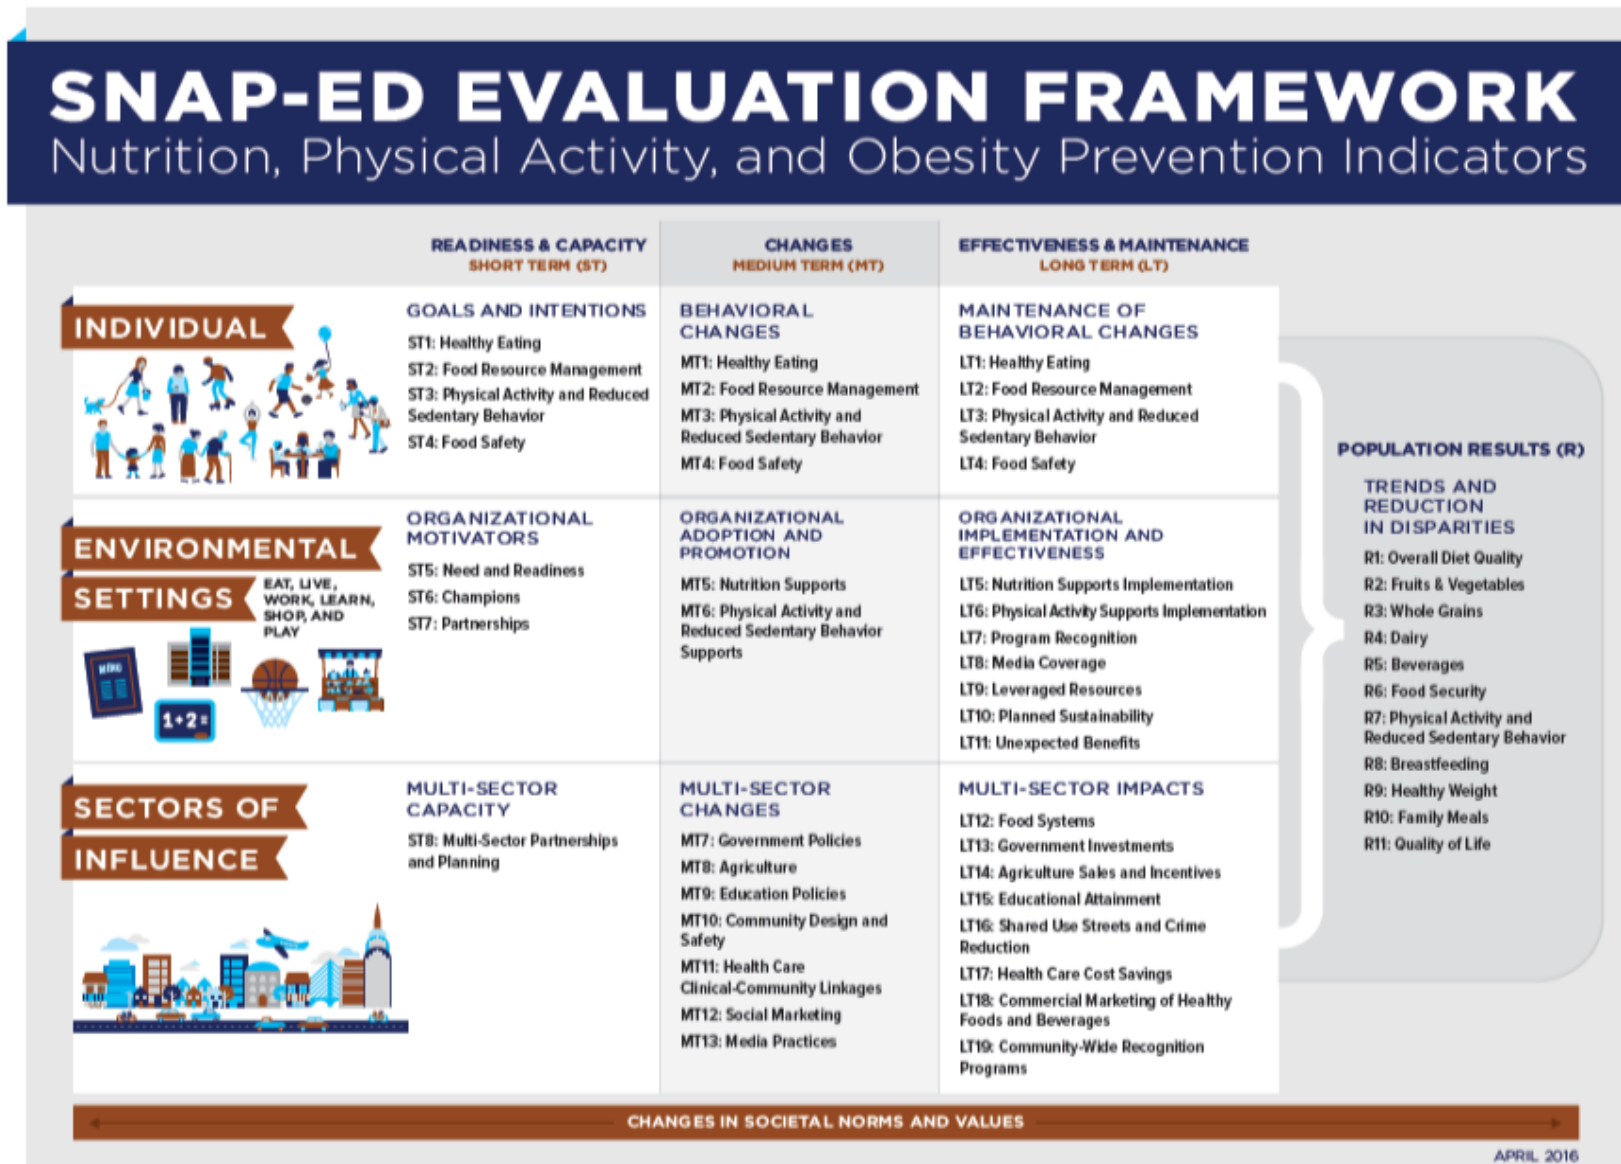 SNAP-ED EVALUATION FRAMEWORK
Nutrition, Physical Activity, and Obesity Prevention Indicators
READINESS & CAPACITY
SHORT TERM (ST)
CHANGES
MEDIUM TERM (MT)
EFFECTIVENESS & MAINTENANCE
LONG TERM (LT)
INDIVIDUAL
GOALS AND INTENTIONS
ST1: Healthy Eating
ST2: Food Resource Management
ST3: Physical Activity and Reduced
Sedentary Behavior
ST4: Food Safety
BEHAVIORAL
CHANGES
MT1: Healthy Eating
MT2: Food Resource Management
MT3: Physical Activity and
Reduced Sedentary Behavior
MT4: Food Safety
MAINTENANCE OF
BEHAVIORAL CHANGES
LT1: Healthy Eating
LT2: Food Resource Management
LT3: Physical Activity and Reduced
Sedentary Behavior
LT4: Food Safety
ENVIRONMENTAL
SETTINGS
EAT, LIVE,
WORK, LEARN,
SHOP, AND
PLAY
MENU
1+2=
ORGANIZATIONAL
MOTIVATORS
ST5: Need and Readiness
ST6: Champions
ST7: Partnerships
ORGANIZATIONAL
ADOPTION AND
PROMOTION
MT5: Nutrition Supports
MT6: Physical Activity and
Reduced Sedentary Behavior
Supports
ORGANIZATIONAL
IMPLEMENTATION AND
EFFECTIVENESS
LT5: Nutrition Supports Implementation
LT6: Physical Activity Supports Implementation
LT7: Program Recognition
LT8: Media Coverage
LT9: Leveraged Resources
LT10: Planned Sustainability
LT11: Unexpected Benefits
SECTORS OF
INFLUENCE
MULTI-SECTOR
CAPACITY
ST8: Multi-Sector Partnerships
and Planning
MULTI-SECTOR
CHANGES
MT7: Government Policies
MT8: Agriculture
MT9: Education Policies
MT10: Community Design and
Safety
MT11: Health Care
Clinical-Community Linkages
MT12: Social Marketing
MT13: Media Practices
MULTI-SECTOR IMPACTS
LT12: Food Systems
LT13: Government Investments
LT14: Agriculture Sales and Incentives
LT15: Educational Attainment
LT16: Shared Use Streets and Crime
Reduction
LT17: Health Care Cost Savings
LT18: Commercial Marketing of Healthy
Foods and Beverages
LT19: Community-Wide Recognition
Programs
POPULATION RESULTS (R)
TRENDS AND
REDUCTION
IN DISPARITIES
R1: Overall Diet Quality
R2: Fruits & Vegetables
R3: Whole Grains
R4: Dairy
R5: Beverages
R6: Food Security
R7: Physical Activity and
Reduced Sedentary Behavior
R8: Breastfeeding
R9: Healthy Weight
R10: Family Meals
R11: Quality of Life
CHANGES IN SOCIETAL NORMS AND VALUES
APRIL 2016